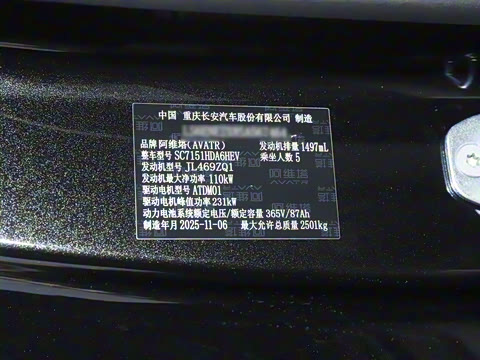 中国 重庆长安汽车股份有限公司 制造
品牌 阿维塔(AVATR) 发动机排量 1497mL
整车型号 SC7151HDA6HEV 乘坐人数 5
发动机型号 JL469ZQ1
发动机最大净功率 110kW
驱动电机型号 ATDM01
驱动电机峰值功率 231kW
动力电池系统额定电压/额定容量 365V/87Ah
制造年月 2025-11-06 最大允许总质量 2501kg